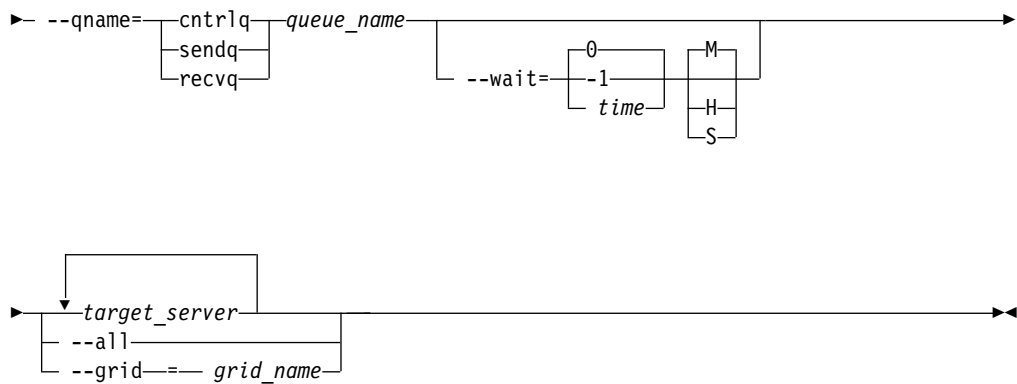 --qname= cntrlq queue_name
sendq
recvq
0
--wait= -1
time
M
H
S
target_server
--all
--grid = grid_name